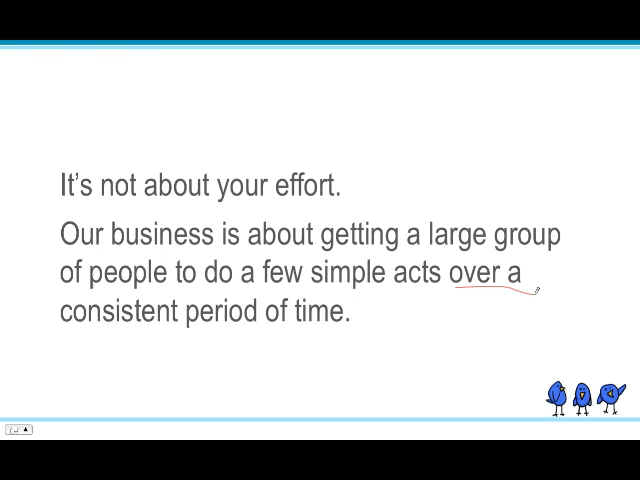 It's not about your effort.
Our business is about getting a large group
of people to do a few simple acts over a
consistent period of time.